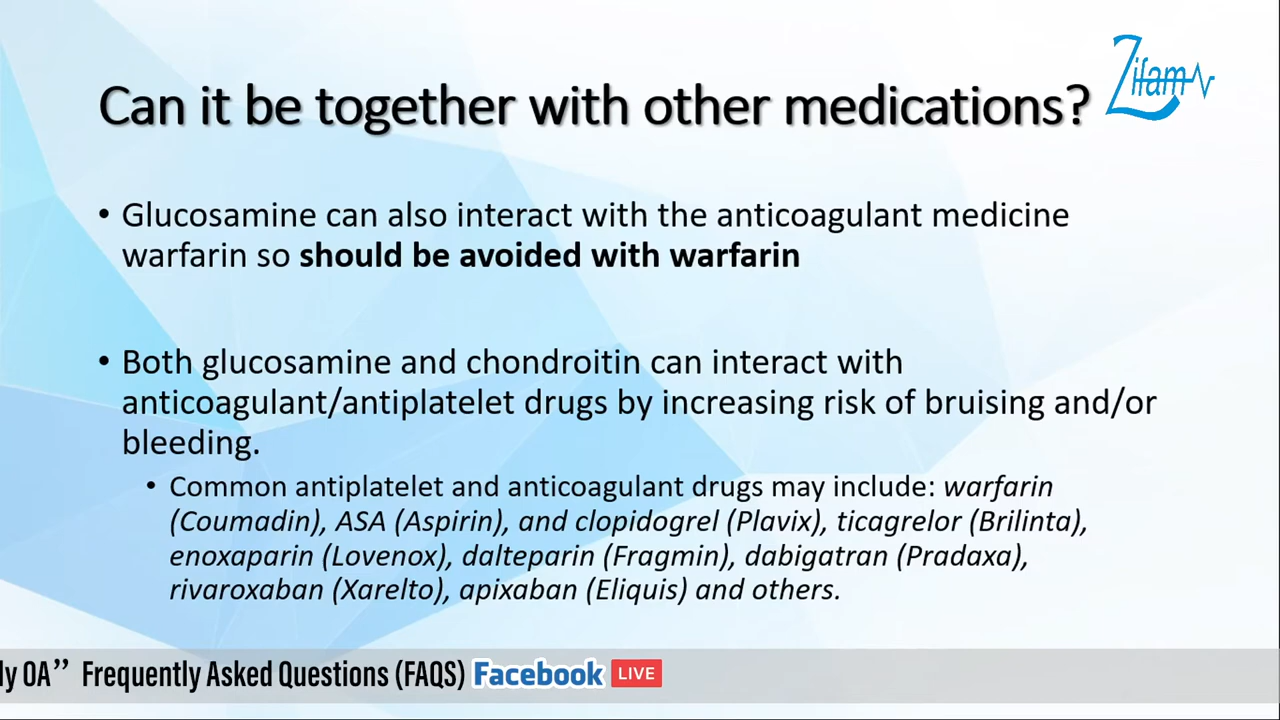 Zifam
Can it be together with other medications?
• Glucosamine can also interact with the anticoagulant medicine
warfarin so should be avoided with warfarin
• Both glucosamine and chondroitin can interact with
anticoagulant/antiplatelet drugs by increasing risk of bruising and/or
bleeding.
• Common antiplatelet and anticoagulant drugs may include: warfarin
(Coumadin), ASA (Aspirin), and clopidogrel (Plavix), ticagrelor (Brilinta),
enoxaparin (Lovenox), dalteparin (Fragmin), dabigatran (Pradaxa),
rivaroxaban (Xarelto), apixaban (Eliquis) and others.
ly OA” Frequently Asked Questions (FAQS) Facebook LIVE